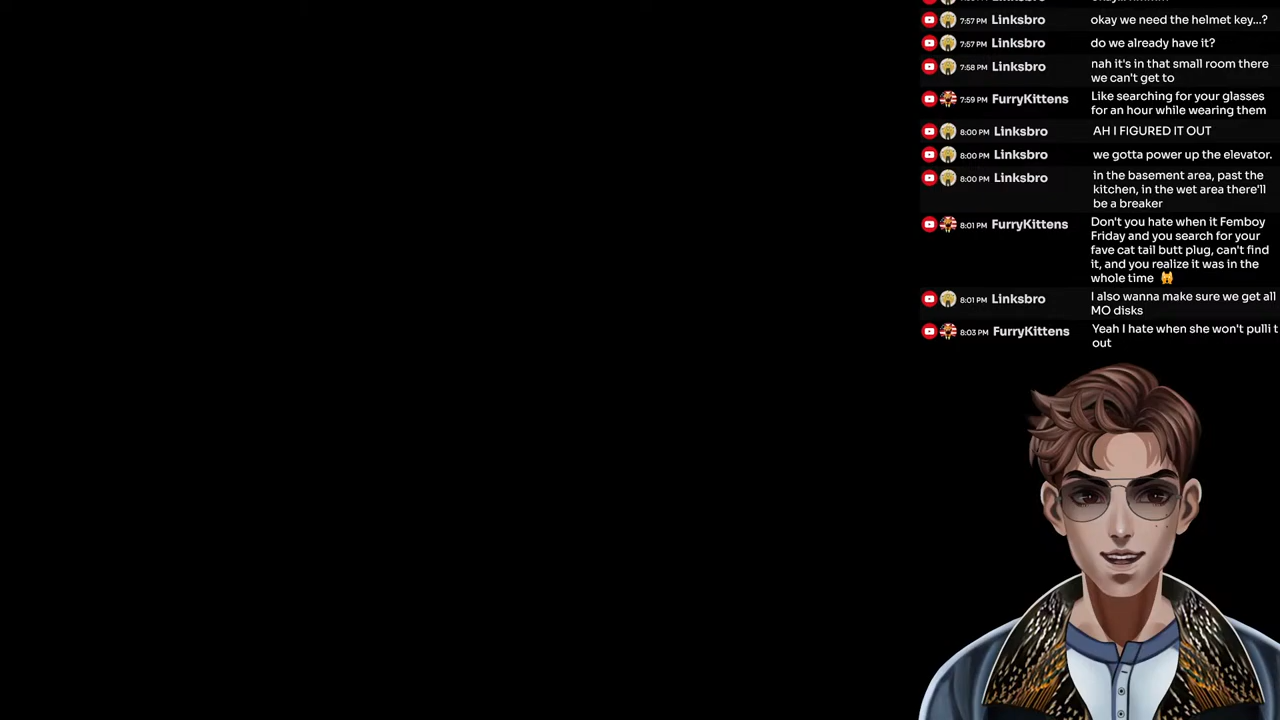 7:57 PM Linksbro okay we need the helmet key...?
7:57 PM Linksbro do we already have it?
7:58 PM Linksbro nah it's in that small room there
we can't get to
7:59 PM FurryKittens Like searching for your glasses
for an hour while wearing them
8:00 PM Linksbro AH I FIGURED IT OUT
8:00 PM Linksbro we gotta power up the elevator.
8:00 PM Linksbro in the basement area, past the
kitchen, in the wet area there'll
be a breaker
8:01 PM FurryKittens Don't you hate when it Femboy
Friday and you search for your
fave cat tail butt plug, can't find
it, and you realize it was in the
whole time
8:01 PM Linksbro I also wanna make sure we get all
MO disks
8:03 PM FurryKittens Yeah I hate when she won't pulli t
out